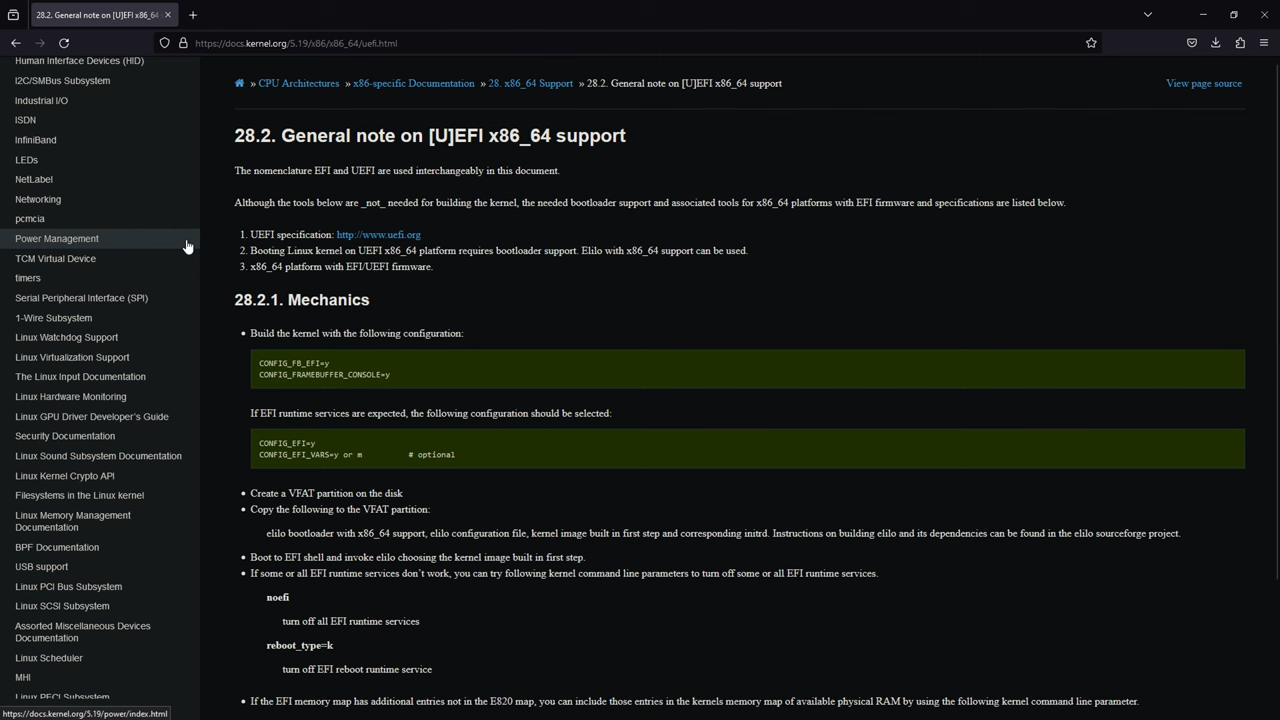 28.2. General note on [U]EFI x86_64
https://docs.kernel.org/5.19/x86/x86_64/uefi.html
Human Interface Devices (HID)
I2C/SMBus Subsystem
Industrial I/O
ISDN
InfiniBand
LEDs
NetLabel
Networking
pcmcia
Power Management
TCM Virtual Device
timers
Serial Peripheral Interface (SPI)
1-Wire Subsystem
Linux Watchdog Support
Linux Virtualization Support
The Linux Input Documentation
Linux Hardware Monitoring
Linux GPU Driver Developer’s Guide
Security Documentation
Linux Sound Subsystem Documentation
Linux Kernel Crypto API
Filesystems in the Linux kernel
Linux Memory Management
Documentation
BPF Documentation
USB support
Linux PCI Bus Subsystem
Linux SCSI Subsystem
Assorted Miscellaneous Devices
Documentation
Linux Scheduler
MHI
Linux PECI Subsystem
https://docs.kernel.org/5.19/power/index.html
» CPU Architectures » x86-specific Documentation » 28. x86_64 Support » 28.2. General note on [U]EFI x86_64 support
View page source
28.2. General note on [U]EFI x86_64 support
The nomenclature EFI and UEFI are used interchangeably in this document.
Although the tools below are _not_ needed for building the kernel, the needed bootloader support and associated tools for x86_64 platforms with EFI firmware and specifications are listed below.
1. UEFI specification: http://www.uefi.org
2. Booting Linux kernel on UEFI x86_64 platform requires bootloader support. Elilo with x86_64 support can be used.
3. x86_64 platform with EFI/UEFI firmware.
28.2.1. Mechanics
• Build the kernel with the following configuration:
CONFIG_FB_EFI=y
CONFIG_FRAMEBUFFER_CONSOLE=y
If EFI runtime services are expected, the following configuration should be selected:
CONFIG_EFI=y
CONFIG_EFI_VARS=y or m # optional
• Create a VFAT partition on the disk
• Copy the following to the VFAT partition:
elilo bootloader with x86_64 support, elilo configuration file, kernel image built in first step and corresponding initrd. Instructions on building elilo and its dependencies can be found in the elilo sourceforge project.
• Boot to EFI shell and invoke elilo choosing the kernel image built in first step.
• If some or all EFI runtime services don’t work, you can try following kernel command line parameters to turn off some or all EFI runtime services.
noefi
turn off all EFI runtime services
reboot_type=k
turn off EFI reboot runtime service
• If the EFI memory map has additional entries not in the E820 map, you can include those entries in the kernels memory map of available physical RAM by using the following kernel command line parameter.